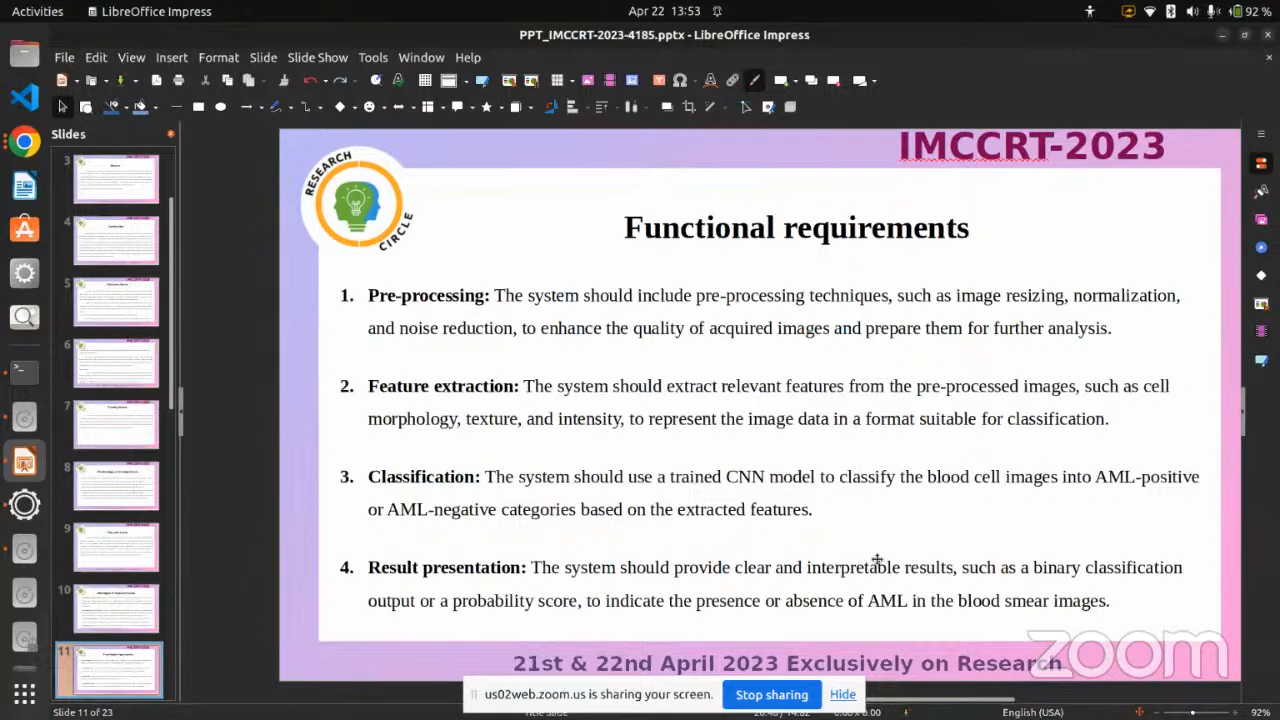 Activities LibreOffice Impress Apr 22 13:53 92 %
PPT_IMCCRT-2023-4185.pptx - LibreOffice Impress
File Edit View Insert Format Slide Slide Show Tools Window Help
Slides
3
4
5
6
7
8
9
10
11
IMCCRT-2023
RESEARCH
CIRCLE
Functional requirements
1. Pre-processing: The system should include pre-processing techniques, such as image resizing, normalization,
and noise reduction, to enhance the quality of acquired images and prepare them for further analysis.
2. Feature extraction: The system should extract relevant features from the pre-processed images, such as cell
morphology, texture, and intensity, to represent the image data in a format suitable for classification.
3. Classification: The system should use a trained CNN model to classify the blood cell images into AML-positive
or AML-negative categories based on the extracted features.
4. Result presentation: The system should provide clear and interpretable results, such as a binary classification
output or a probability score, to indicate the presence or absence of AML in the blood smear images.
zoom
21st & 22nd April 2023 Exclusively on Research
us02web.zoom.us is sharing your screen. Stop sharing Hide
Slide 11 of 23 English (USA) 92%